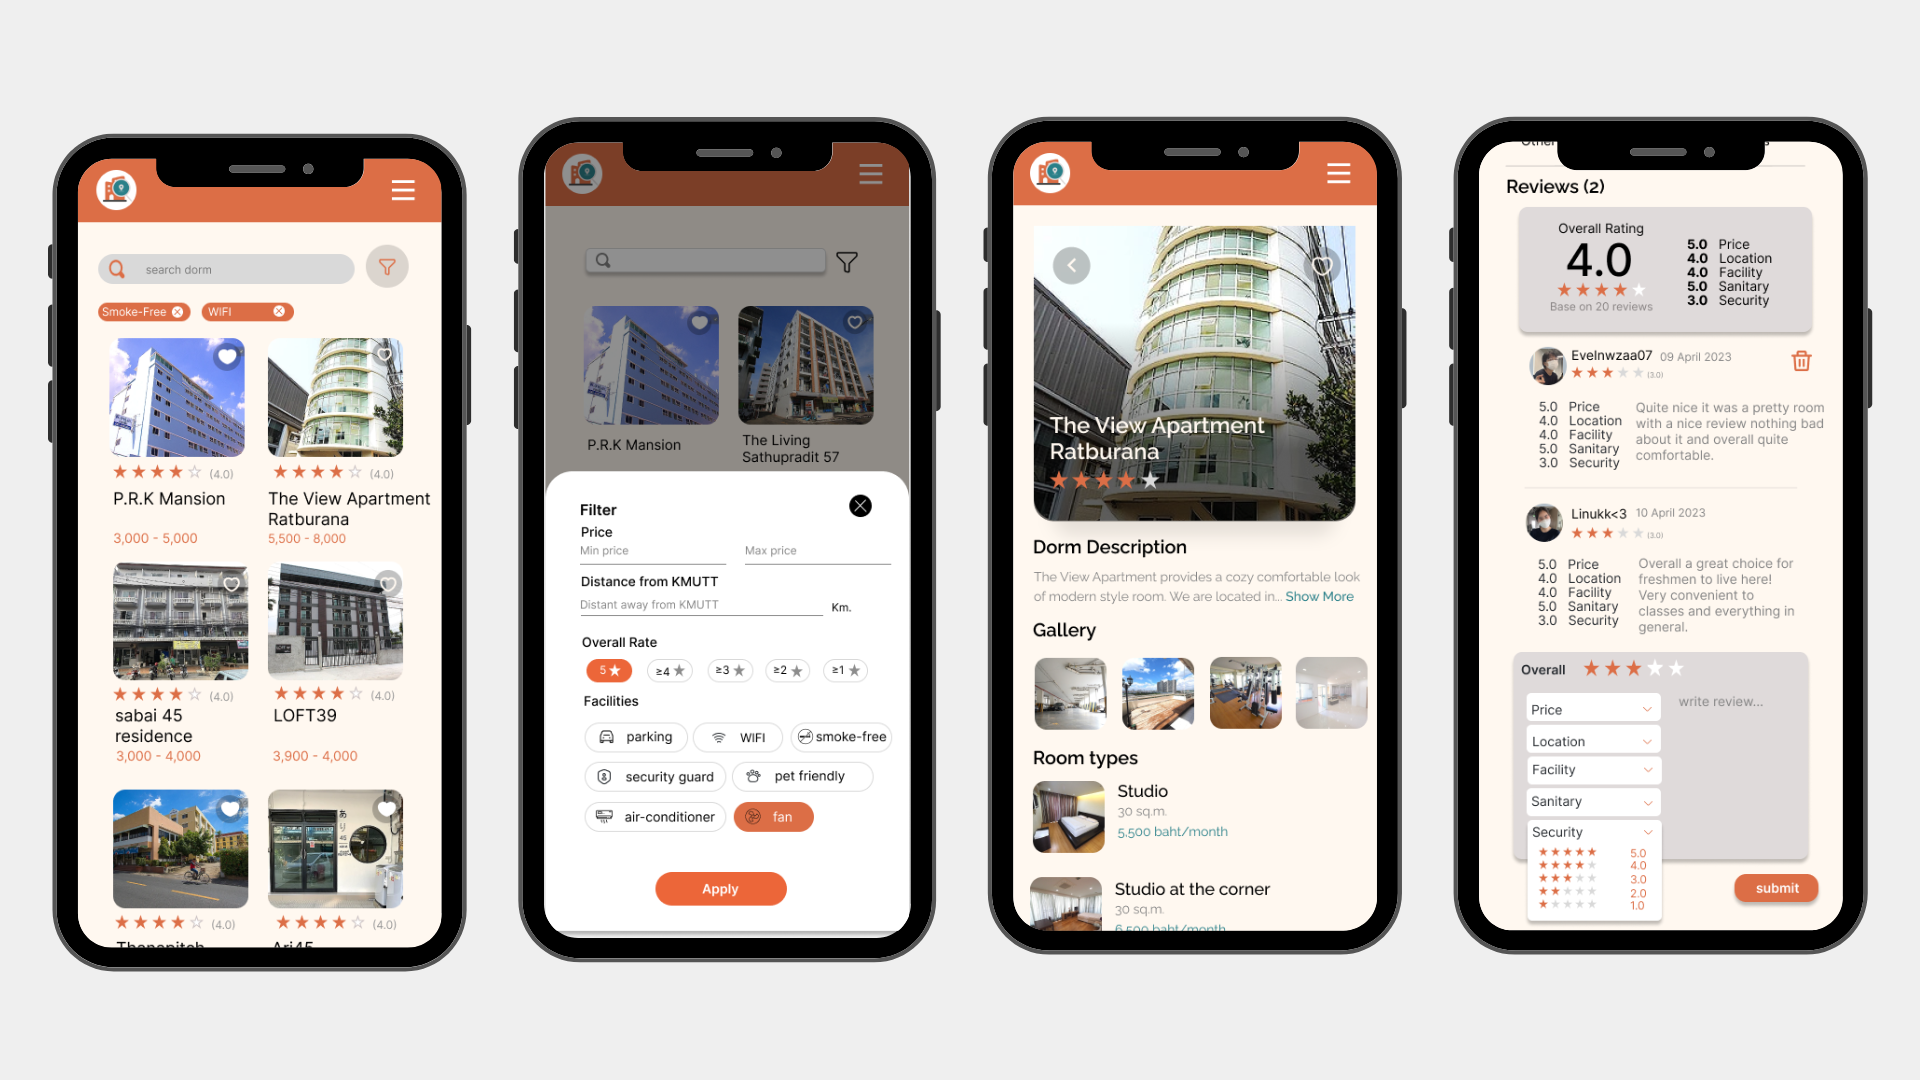 search dorm
Smoke-Free
WIFI
(4.0)
(4.0)
P.R.K Mansion
The View Apartment
Ratburana
3,000 - 5,000
5,500 - 8,000
(4.0)
(4.0)
sabai 45
residence
LOFT39
3,000 - 4,000
3,900 - 4,000
(4.0)
(4.0)
Thanapitch
Ari45
P.R.K Mansion
The Living
Sathupradit 57
Filter
Price
Min price
Max price
Distance from KMUTT
Distant away from KMUTT
Km.
Overall Rate
5
≥4
≥3
≥2
≥1
Facilities
parking
WIFI
smoke-free
security guard
pet friendly
air-conditioner
fan
Apply
The View Apartment
Ratburana
Dorm Description
The View Apartment provides a cozy comfortable look
of modern style room. We are located in... Show More
Gallery
Room types
Studio
30 sq.m.
5,500 baht/month
Studio at the corner
30 sq.m.
6,500 baht/month
Other
Reviews (2)
Overall Rating
4.0
Base on 20 reviews
5.0 Price
4.0 Location
4.0 Facility
5.0 Sanitary
3.0 Security
Evelnwzaa07 09 April 2023
(3.0)
5.0 Price
4.0 Location
4.0 Facility
5.0 Sanitary
3.0 Security
Quite nice it was a pretty room
with a nice review nothing bad
about it and overall quite
comfortable.
Linukk<3 10 April 2023
(3.0)
5.0 Price
4.0 Location
4.0 Facility
5.0 Sanitary
3.0 Security
Overall a great choice for
freshmen to live here!
Very convenient to
classes and everything in
general.
Overall
Price
Location
Facility
Sanitary
Security
5.0
4.0
3.0
2.0
1.0
write review...
submit